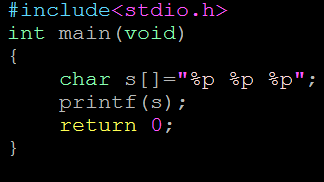 #include<stdio.h>
int main(void)
{
    char s[]="%p %p %p";
    printf(s);
    return 0;
}